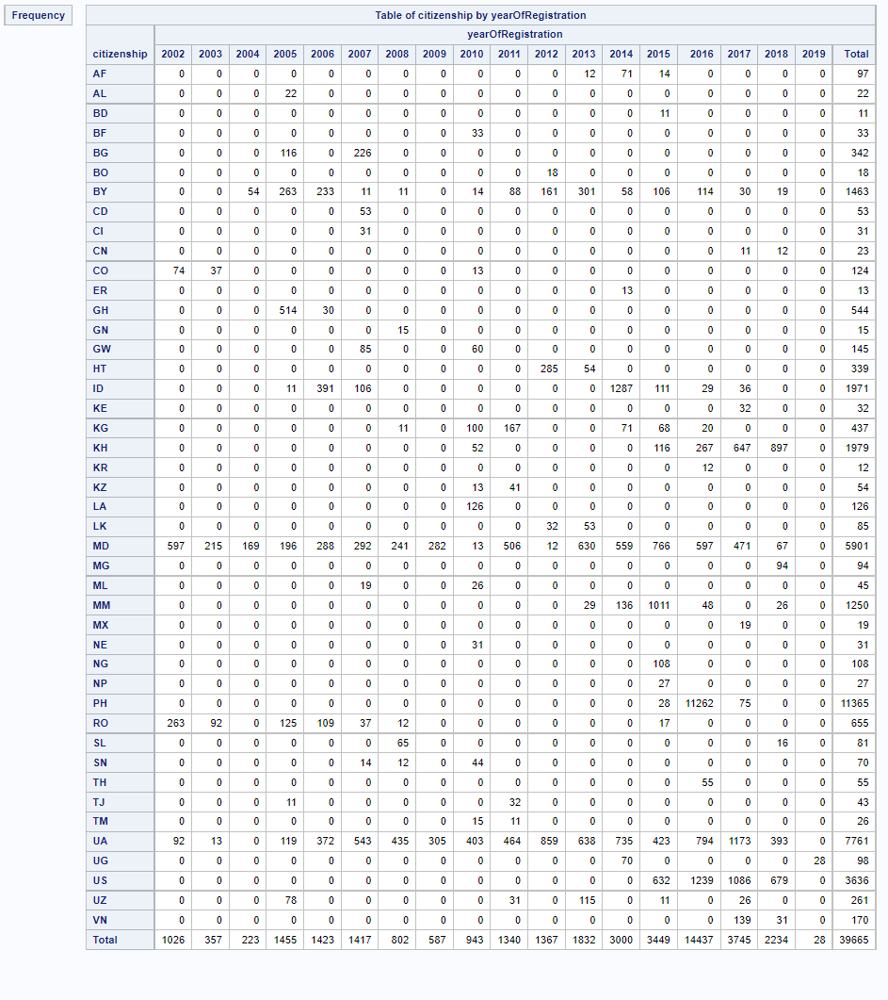 Frequency
Table of citizenship by yearOfRegistration
yearOfRegistration
citizenship 2002 2003 2004 2005 2006 2007 2008 2009 2010 2011 2012 2013 2014 2015 2016 2017 2018 2019 Total
AF 0 0 0 0 0 0 0 0 0 0 0 12 71 14 0 0 0 0 97
AL 0 0 0 22 0 0 0 0 0 0 0 0 0 0 0 0 0 0 22
BD 0 0 0 0 0 0 0 0 0 0 0 0 0 11 0 0 0 0 11
BF 0 0 0 0 0 0 0 0 33 0 0 0 0 0 0 0 0 0 33
BG 0 0 0 116 0 226 0 0 0 0 0 0 0 0 0 0 0 0 342
BO 0 0 0 0 0 0 0 0 0 0 18 0 0 0 0 0 0 0 18
BY 0 0 54 263 233 11 11 0 14 88 161 301 58 106 114 30 19 0 1463
CD 0 0 0 0 0 53 0 0 0 0 0 0 0 0 0 0 0 0 53
CI 0 0 0 0 0 31 0 0 0 0 0 0 0 0 0 0 0 0 31
CN 0 0 0 0 0 0 0 0 0 0 0 0 0 0 0 11 12 0 23
CO 74 37 0 0 0 0 0 0 13 0 0 0 0 0 0 0 0 0 124
ER 0 0 0 0 0 0 0 0 0 0 0 0 13 0 0 0 0 0 13
GH 0 0 0 514 30 0 0 0 0 0 0 0 0 0 0 0 0 0 544
GN 0 0 0 0 0 0 15 0 0 0 0 0 0 0 0 0 0 0 15
GW 0 0 0 0 0 85 0 0 60 0 0 0 0 0 0 0 0 0 145
HT 0 0 0 0 0 0 0 0 0 0 285 54 0 0 0 0 0 0 339
ID 0 0 0 11 391 106 0 0 0 0 0 0 1287 111 29 36 0 0 1971
KE 0 0 0 0 0 0 0 0 0 0 0 0 0 0 0 32 0 0 32
KG 0 0 0 0 0 0 11 0 100 167 0 0 71 68 20 0 0 0 437
KH 0 0 0 0 0 0 0 0 52 0 0 0 0 116 267 647 897 0 1979
KR 0 0 0 0 0 0 0 0 0 0 0 0 0 0 12 0 0 0 12
KZ 0 0 0 0 0 0 0 0 13 41 0 0 0 0 0 0 0 0 54
LA 0 0 0 0 0 0 0 0 126 0 0 0 0 0 0 0 0 0 126
LK 0 0 0 0 0 0 0 0 0 0 32 53 0 0 0 0 0 0 85
MD 597 215 169 196 288 292 241 282 13 506 12 630 559 766 597 471 67 0 5901
MG 0 0 0 0 0 0 0 0 0 0 0 0 0 0 0 0 94 0 94
ML 0 0 0 0 0 19 0 0 26 0 0 0 0 0 0 0 0 0 45
MM 0 0 0 0 0 0 0 0 0 0 0 29 136 1011 48 0 26 0 1250
MX 0 0 0 0 0 0 0 0 0 0 0 0 0 0 0 19 0 0 19
NE 0 0 0 0 0 0 0 0 31 0 0 0 0 0 0 0 0 0 31
NG 0 0 0 0 0 0 0 0 0 0 0 0 0 108 0 0 0 0 108
NP 0 0 0 0 0 0 0 0 0 0 0 0 0 27 0 0 0 0 27
PH 0 0 0 0 0 0 0 0 0 0 0 0 0 28 11262 75 0 0 11365
RO 263 92 0 125 109 37 12 0 0 0 0 0 0 17 0 0 0 0 655
SL 0 0 0 0 0 0 65 0 0 0 0 0 0 0 0 0 16 0 81
SN 0 0 0 0 0 14 12 0 44 0 0 0 0 0 0 0 0 0 70
TH 0 0 0 0 0 0 0 0 0 0 0 0 0 0 55 0 0 0 55
TJ 0 0 0 11 0 0 0 0 0 32 0 0 0 0 0 0 0 0 43
TM 0 0 0 0 0 0 0 0 15 11 0 0 0 0 0 0 0 0 26
UA 92 13 0 119 372 543 435 305 403 464 859 638 735 423 794 1173 393 0 7761
UG 0 0 0 0 0 0 0 0 0 0 0 0 70 0 0 0 0 28 98
US 0 0 0 0 0 0 0 0 0 0 0 0 0 632 1239 1086 679 0 3636
UZ 0 0 0 78 0 0 0 0 0 31 0 115 0 11 0 26 0 0 261
VN 0 0 0 0 0 0 0 0 0 0 0 0 0 0 0 139 31 0 170
Total 1026 357 223 1455 1423 1417 802 587 943 1340 1367 1832 3000 3449 14437 3745 2234 28 39665